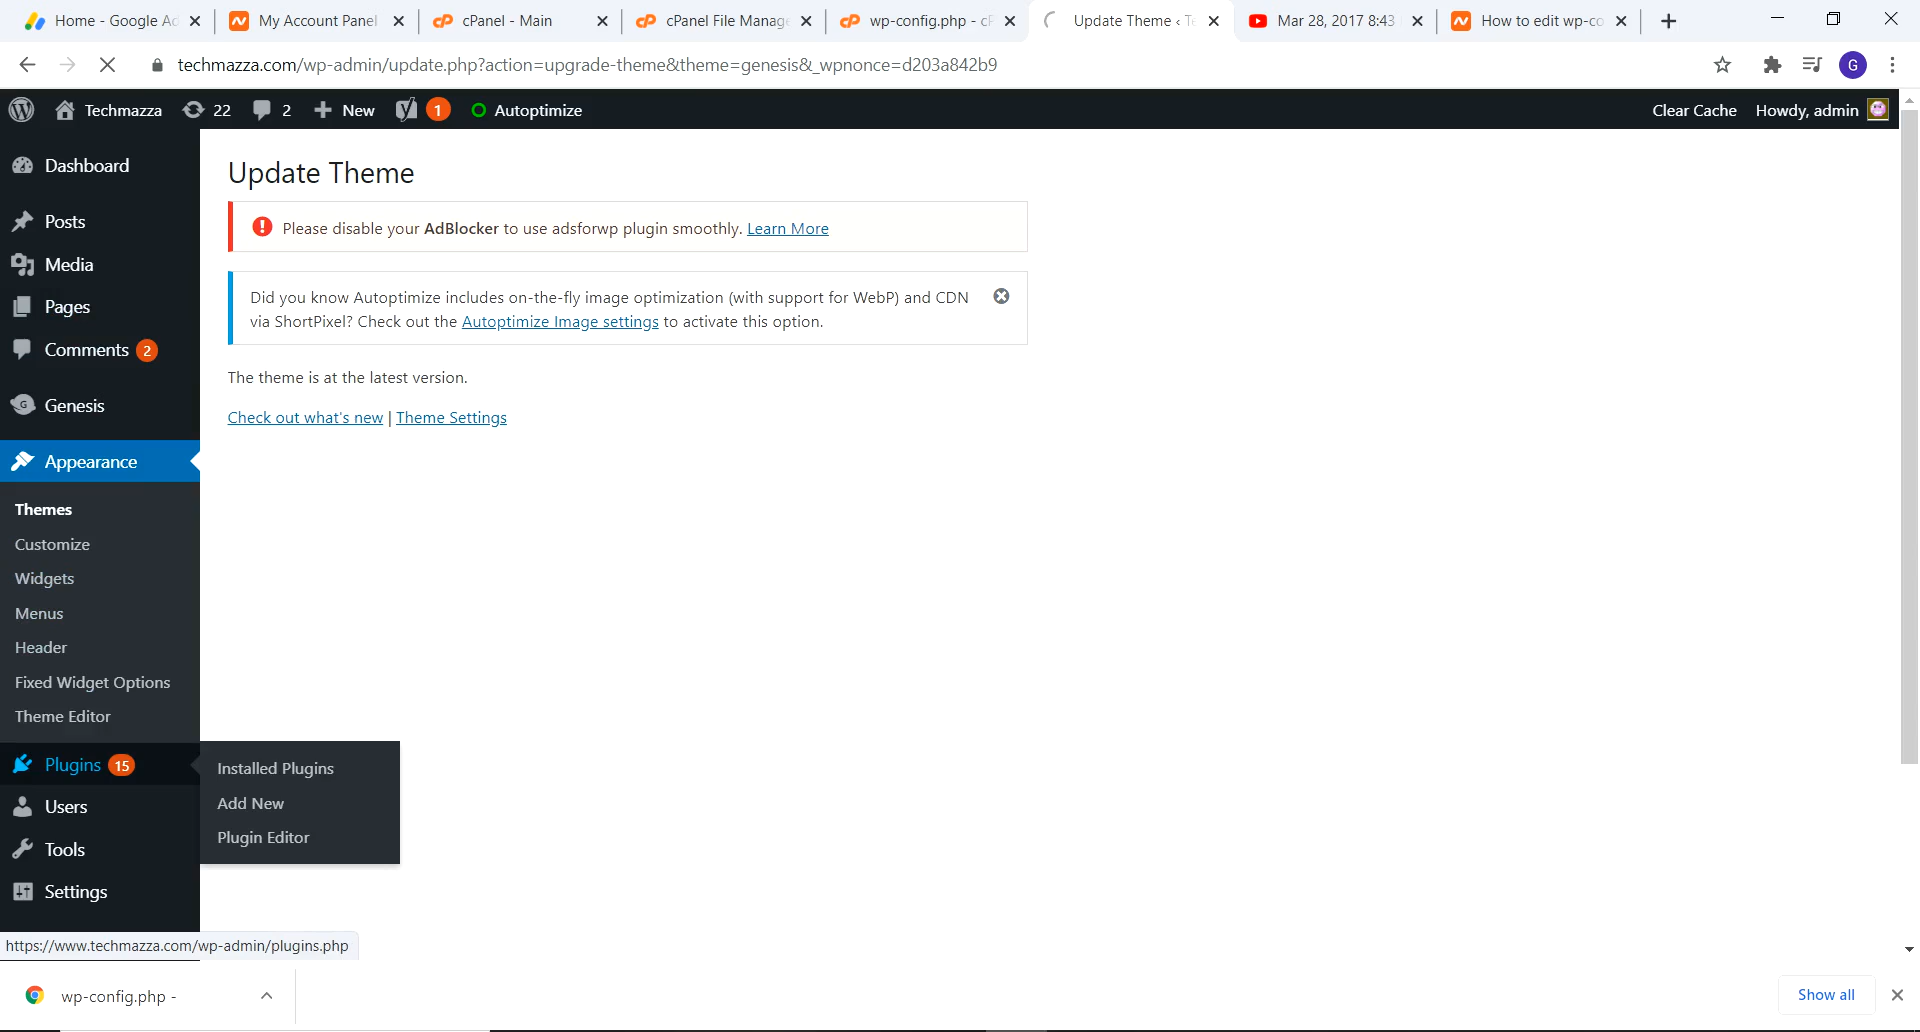 Home - Google Ad
My Account Panel
cPanel - Main
cPanel File Manage
wp-config.php - cP
Update Theme ‹ Te
Mar 28, 2017 8:43
How to edit wp-co
techmazza.com/wp-admin/update.php?action=upgrade-theme&theme=genesis&_wpnonce=d203a842b9
G
Techmazza
22
2
New
1
Autoptimize
Clear Cache
Howdy, admin
Dashboard
Posts
Media
Pages
Comments 2
Genesis
Appearance
Themes
Customize
Widgets
Menus
Header
Fixed Widget Options
Theme Editor
Plugins 15
Users
Tools
Settings
Installed Plugins
Add New
Plugin Editor
Update Theme
Please disable your AdBlocker to use adsforwp plugin smoothly. Learn More
Did you know Autoptimize includes on-the-fly image optimization (with support for WebP) and CDN
via ShortPixel? Check out the Autoptimize Image settings to activate this option.
The theme is at the latest version.
Check out what's new | Theme Settings
https://www.techmazza.com/wp-admin/plugins.php
wp-config.php -
Show all